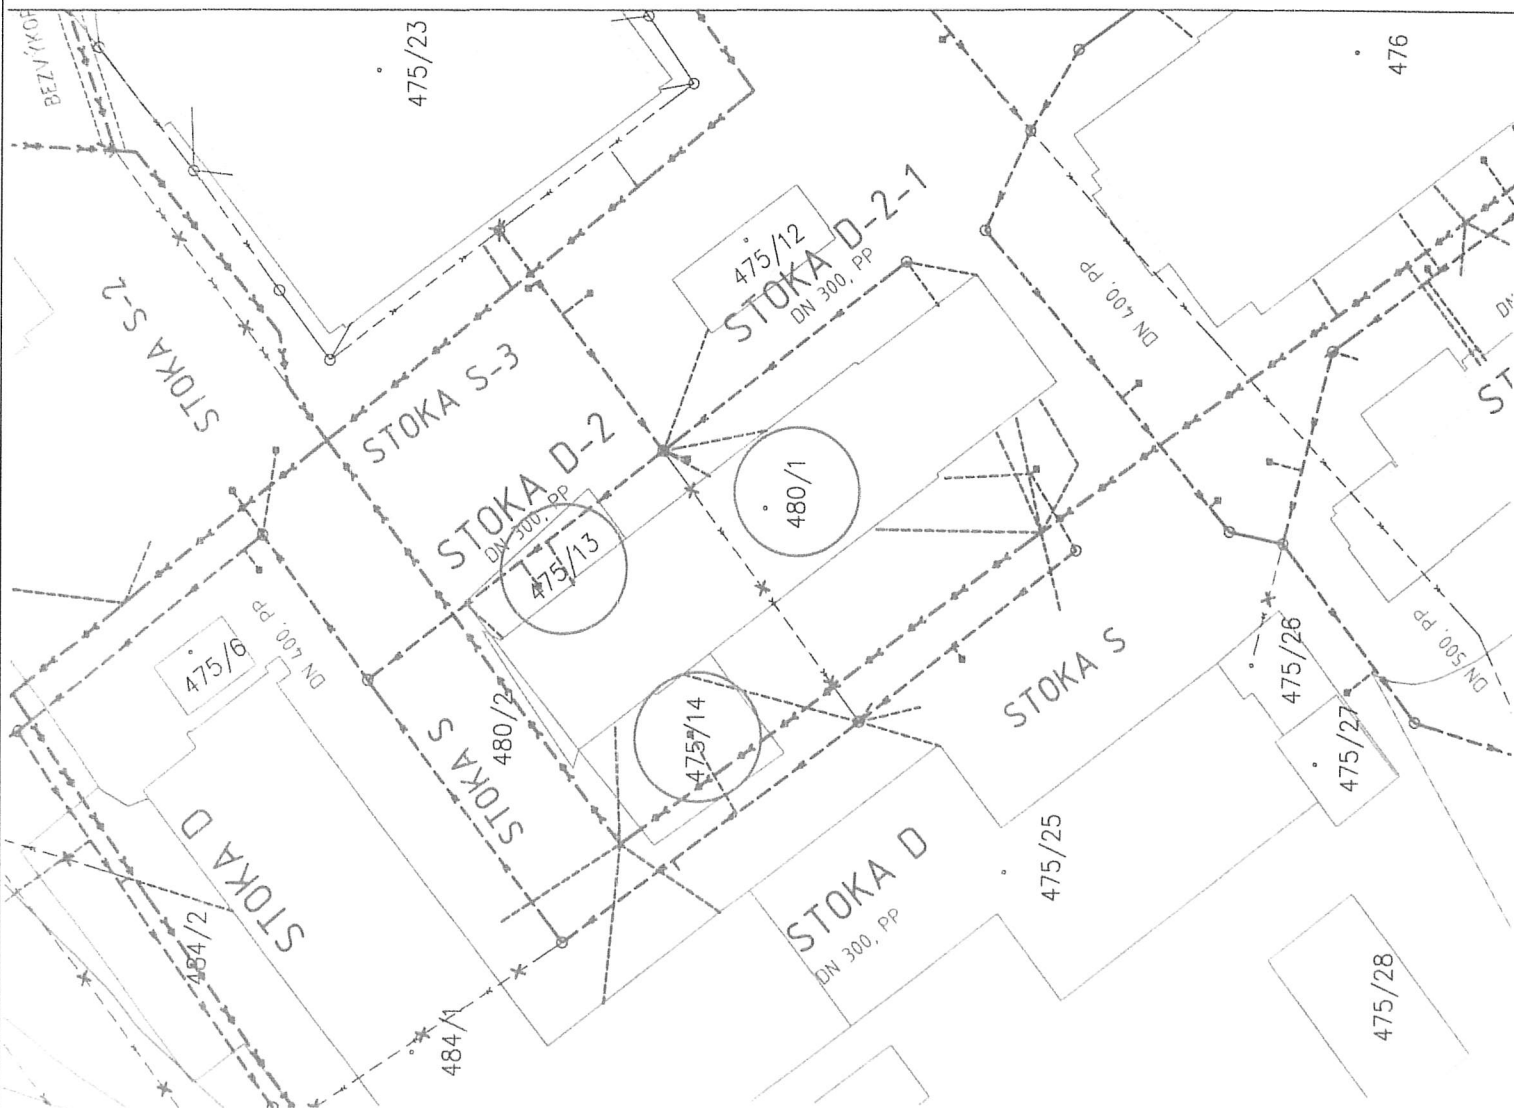 475/23
476
STOKA S-2
475/12
STOKA D-2-1
DN 300, PP
DN 400, PP
STOKA S-3
STOKA D-2
DN 300, PP
480/1
475/13
475/6
DN 400, PP
480/2
STOKA S
475/14
STOKA S
475/26
DN 500, PP
475/27
STOKA D
484/2
STOKA D
DN 300, PP
475/25
484/1
475/28